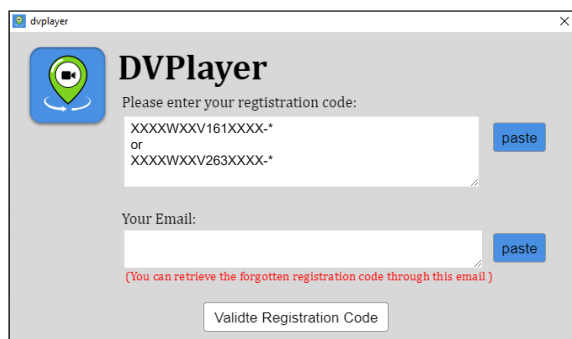 dvplayer
DVPlayer
Please enter your regtistration code:
XXXXWXXV161XXXX-*
or
XXXXWXXV263XXXX-*
paste
Your Email:
paste
(You can retrieve the forgotten registration code through this email )
Validte Registration Code